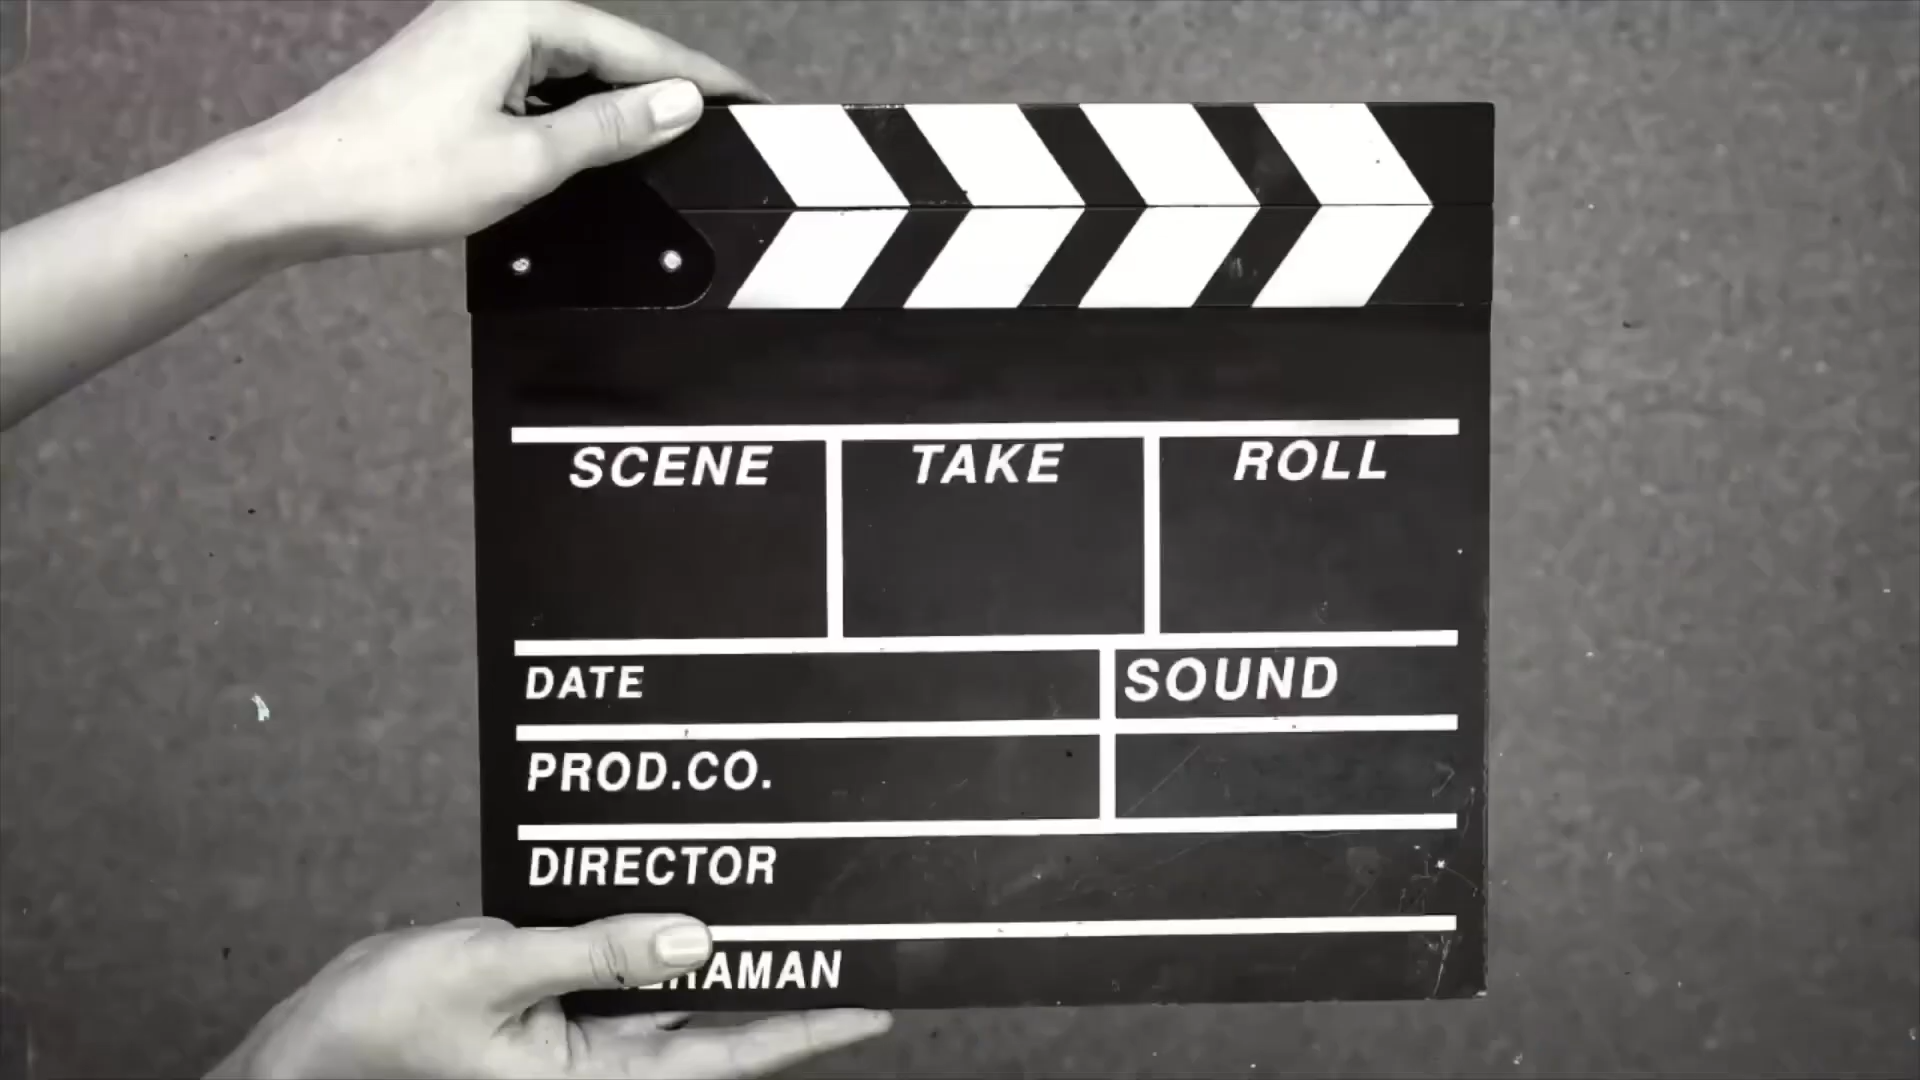 SCENE TAKE ROLL
DATE SOUND
PROD.CO.
DIRECTOR